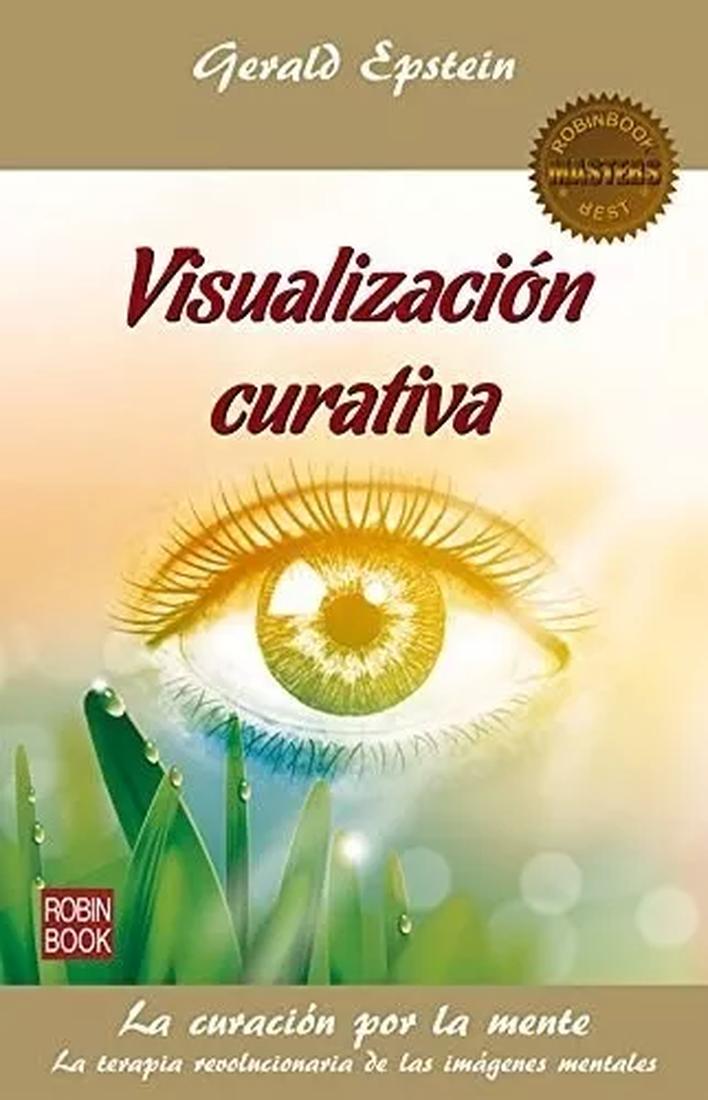 Gerald Epstein
ROBINBOOK
MASTERS
BEST
Visualización
curativa
ROBIN
BOOK
La curación por la mente
La terapia revolucionaria de las imágenes mentales